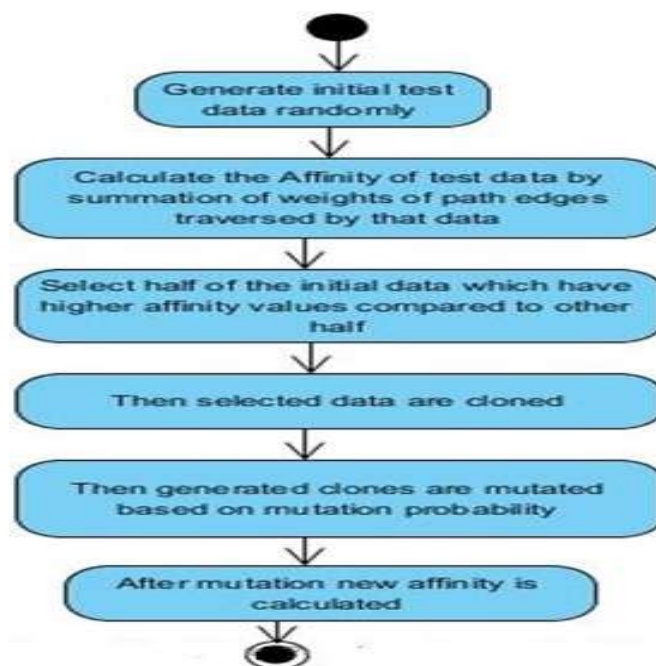 Generate initial test
data randomly
Calculate the Affinity of test data by
summation of weights of path edges
traversed by that data
Select half of the initial data which have
higher affinity values compared to other
half
Then selected data are cloned
Then generated clones are mutated
based on mutation probability
After mutation new affinity is
calculated